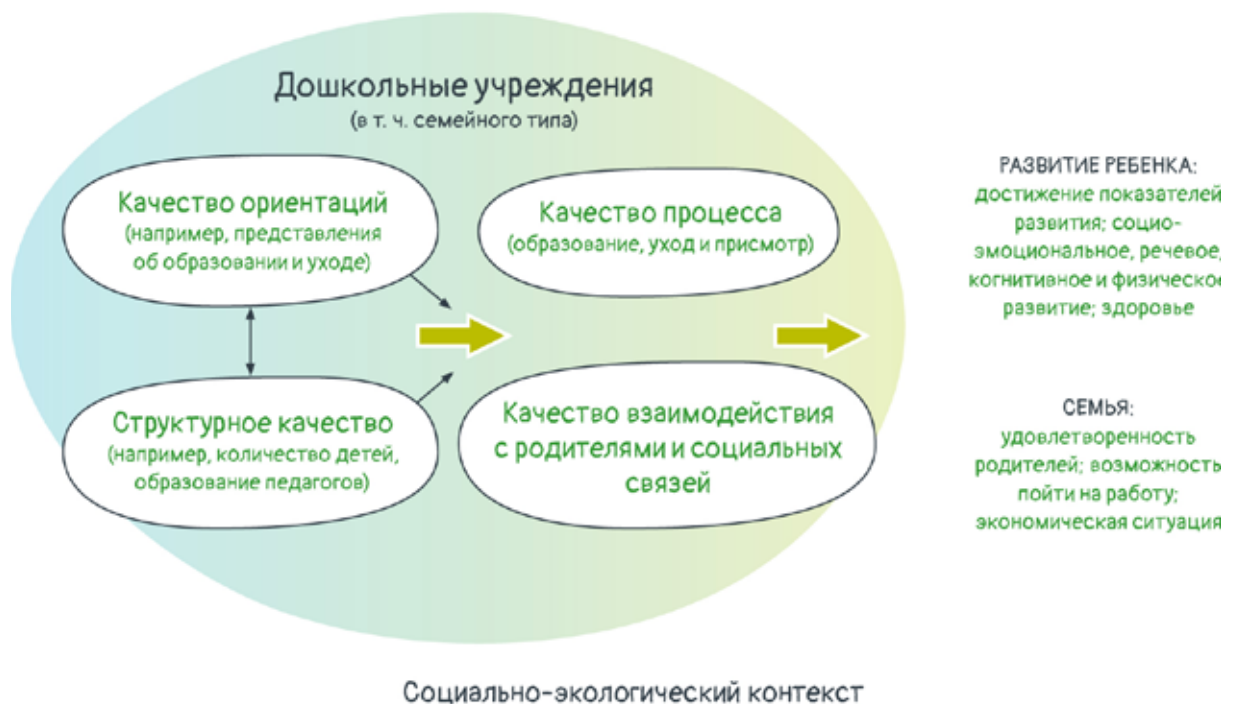 Дошкольные учреждения
(в т. ч. семейного типа)
Качество ориентаций
(например, представления
об образовании и уходе)
Качество процесса
(образование, уход и присмотр)
Структурное качество
(например, количество детей,
образование педагогов)
Качество взаимодействия
с родителями и социальных
связей
РАЗВИТИЕ РЕБЕНКА:
достижение показателей
развития; социо-
эмоциональное, речевое,
когнитивное и физическое
развитие; здоровье
СЕМЬЯ:
удовлетворенность
родителей; возможность
пойти на работу;
экономическая ситуация
Социально-экологический контекст